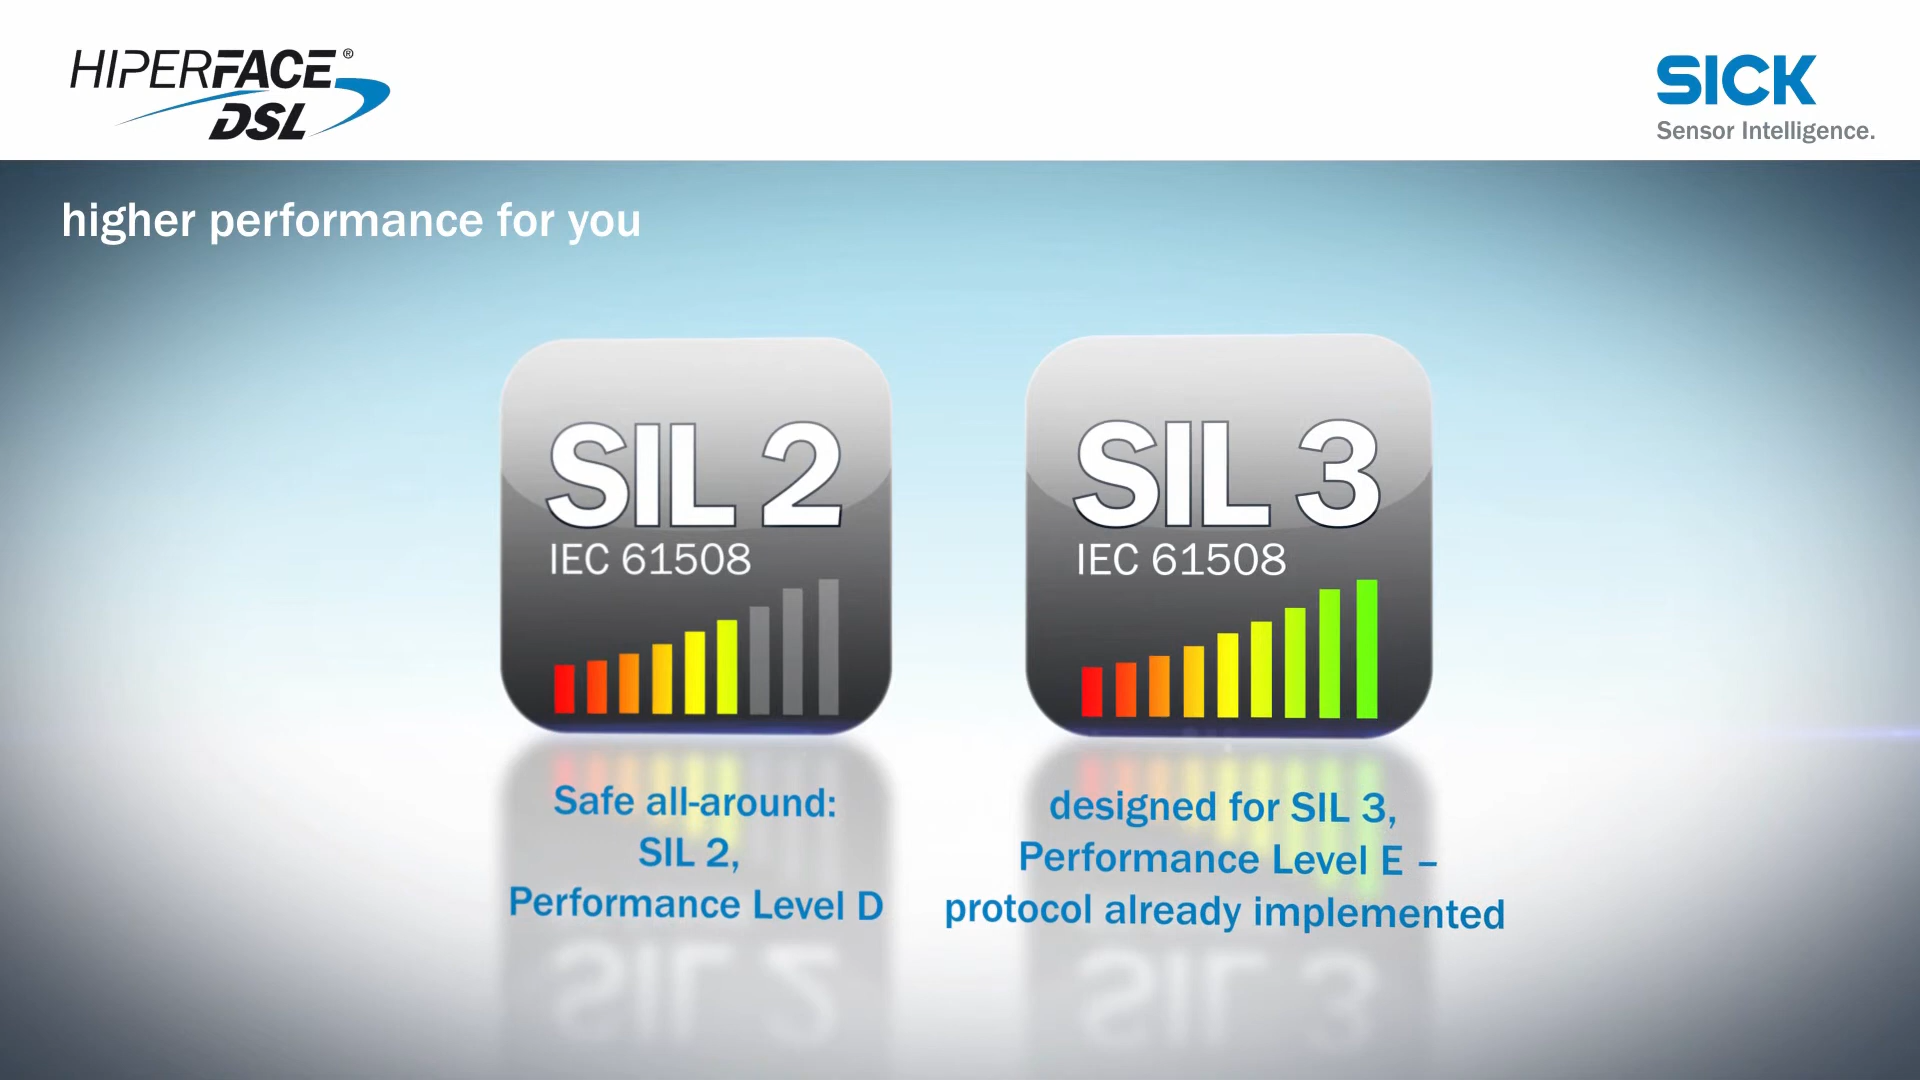 HIPERFACE®
DSL
SICK
Sensor Intelligence.
higher performance for you
SIL 2
IEC 61508
SIL 3
IEC 61508
Safe all-around:
SIL 2,
Performance Level D
designed for SIL 3,
Performance Level E –
protocol already implemented